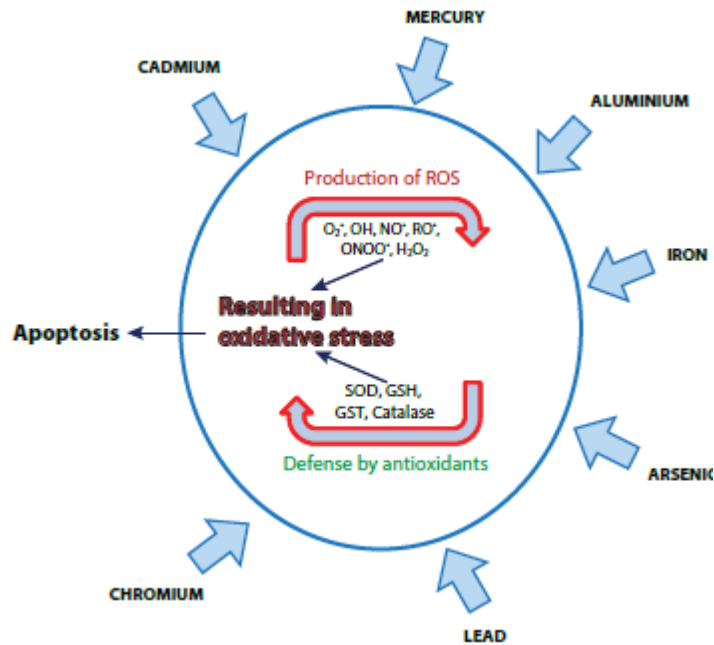 MERCURY
CADMIUM
ALUMINIUM
Production of ROS
O₂•, OH, NO•, RO•,
ONOO•, H₂O₂
IRON
Resulting in
oxidative stress
Apoptosis
SOD, GSH,
GST, Catalase
Defense by antioxidants
ARSENIC
CHROMIUM
LEAD